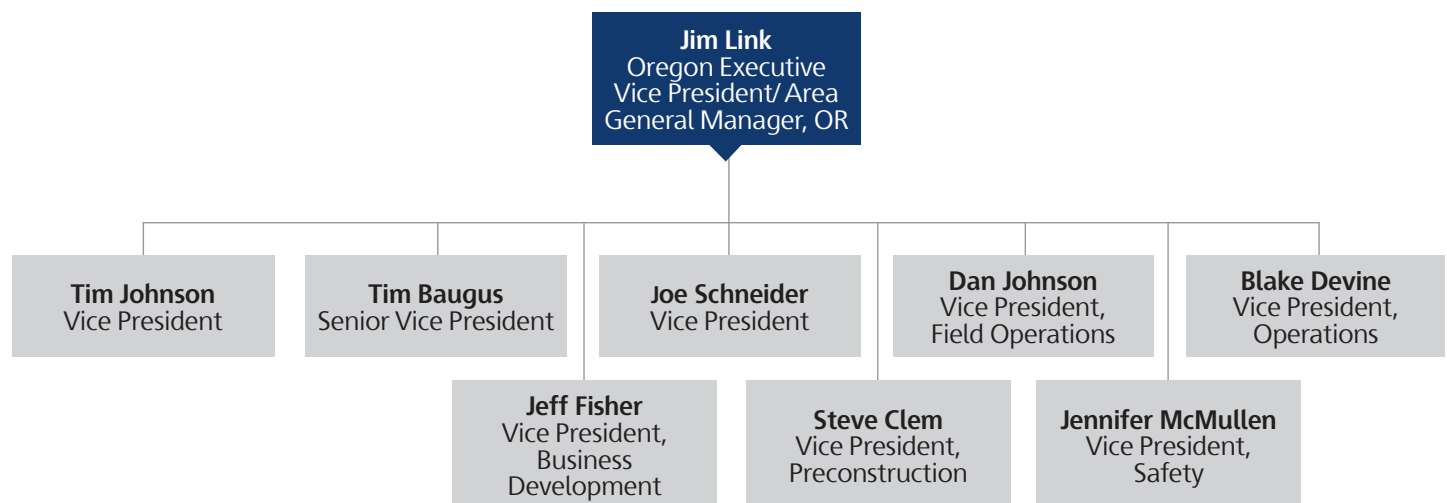 Jim Link
Oregon Executive
Vice President/ Area
General Manager, OR
Tim Johnson
Vice President
Tim Baugus
Senior Vice President
Joe Schneider
Vice President
Dan Johnson
Vice President,
Field Operations
Blake Devine
Vice President,
Operations
Jeff Fisher
Vice President,
Business
Development
Steve Clem
Vice President,
Preconstruction
Jennifer McMullen
Vice President,
Safety